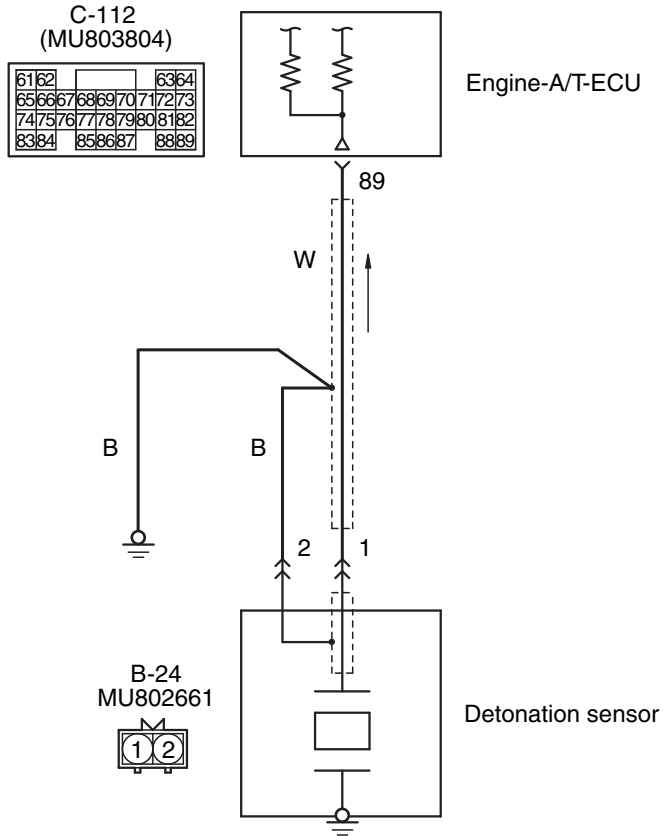 C-112
(MU803804)
61 62 63 64
65 66 67 68 69 70 71 72 73
74 75 76 77 78 79 80 81 82
83 84 85 86 87 88 89
Engine-A/T-ECU
89
W
B
B
2
1
B-24
MU802661
1 2
Detonation sensor